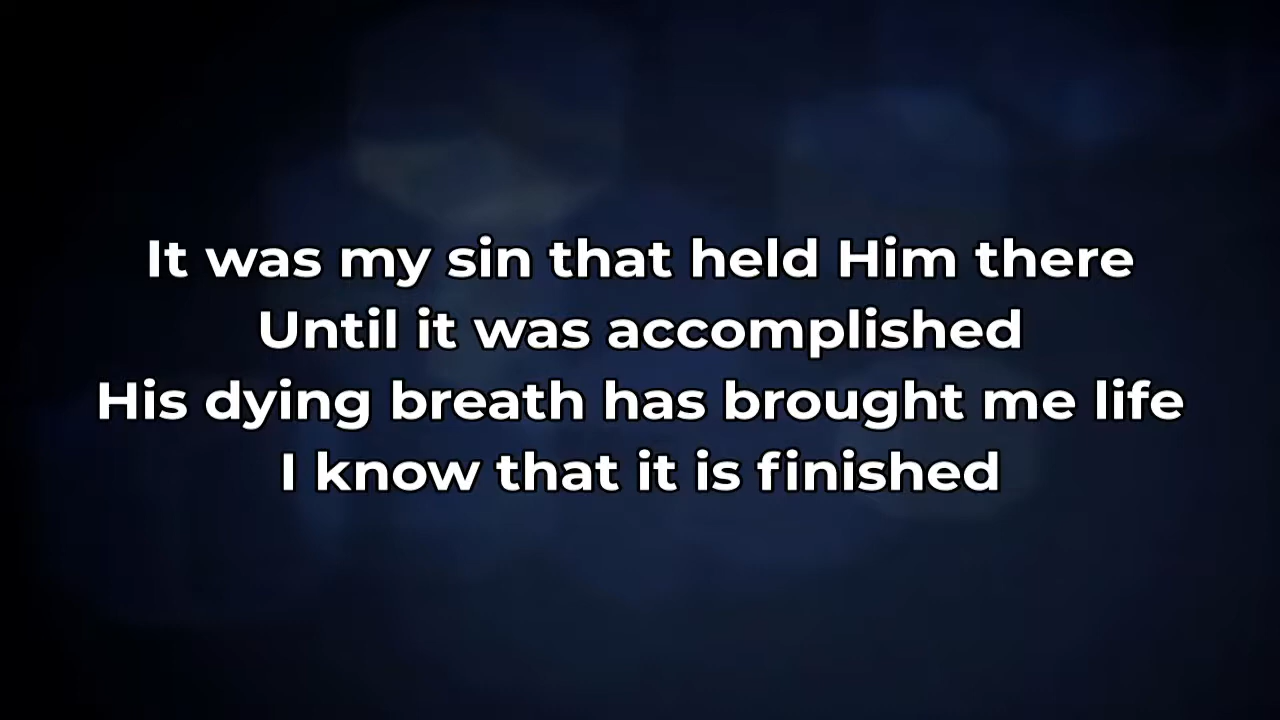 It was my sin that held Him there
Until it was accomplished
His dying breath has brought me life
I know that it is finished